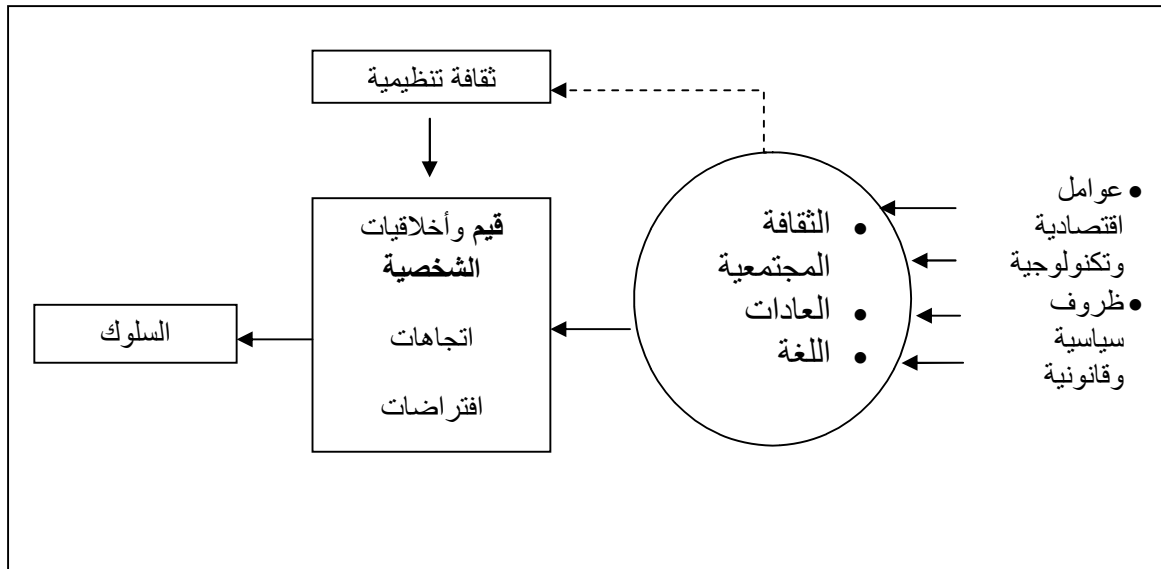 ثقافة تنظيمية
• عوامل
اقتصادية
وتكنولوجية
• ظروف
سياسية
وقانونية
• الثقافة
المجتمعية
• العادات
• اللغة
قيم وأخلاقيات
الشخصية
اتجاهات
افتراضات
السلوك